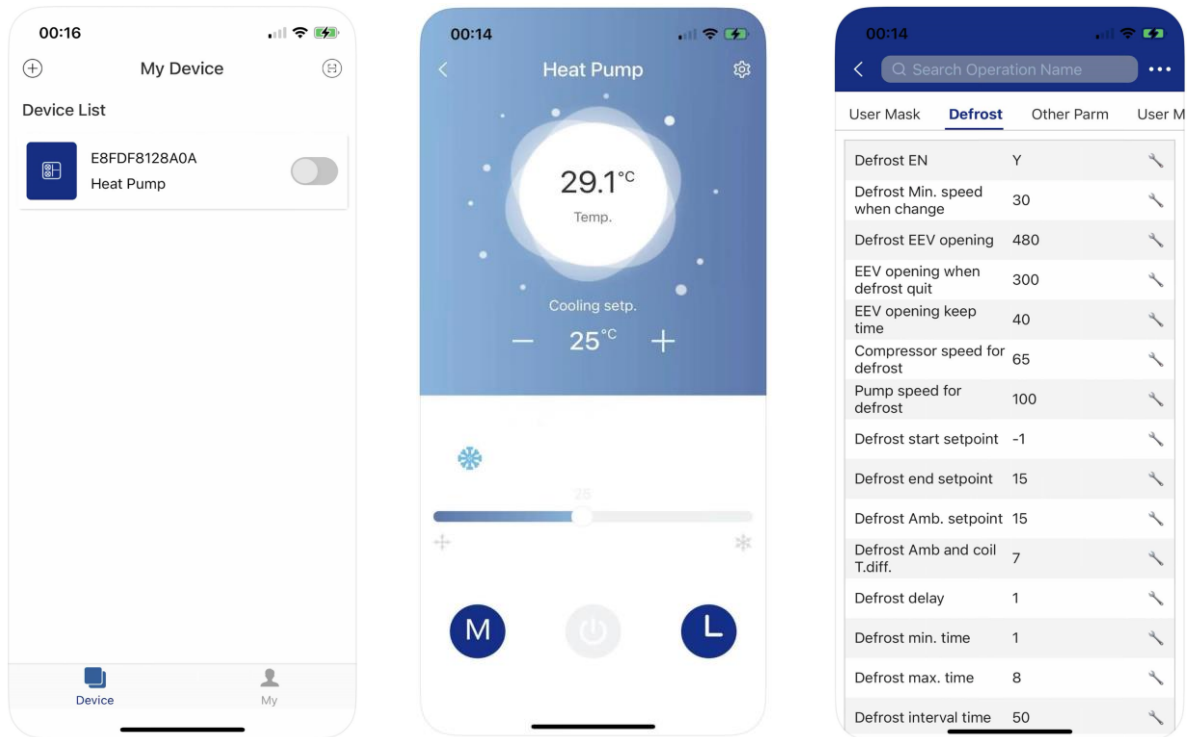 00:16
My Device
Device List
E8FDF8128A0A
Heat Pump
Device
My
00:14
Heat Pump
29.1°C
Temp.
Cooling setp.
— 25°C +
25
M
L
00:14
Search Operation Name
...
User Mask Defrost Other Parm User M
Defrost EN Y
Defrost Min. speed
when change 30
Defrost EEV opening 480
EEV opening when
defrost quit 300
EEV opening keep
time 40
Compressor speed for
defrost 65
Pump speed for
defrost 100
Defrost start setpoint -1
Defrost end setpoint 15
Defrost Amb. setpoint 15
Defrost Amb and coil
T.diff. 7
Defrost delay 1
Defrost min. time 1
Defrost max. time 8
Defrost interval time 50